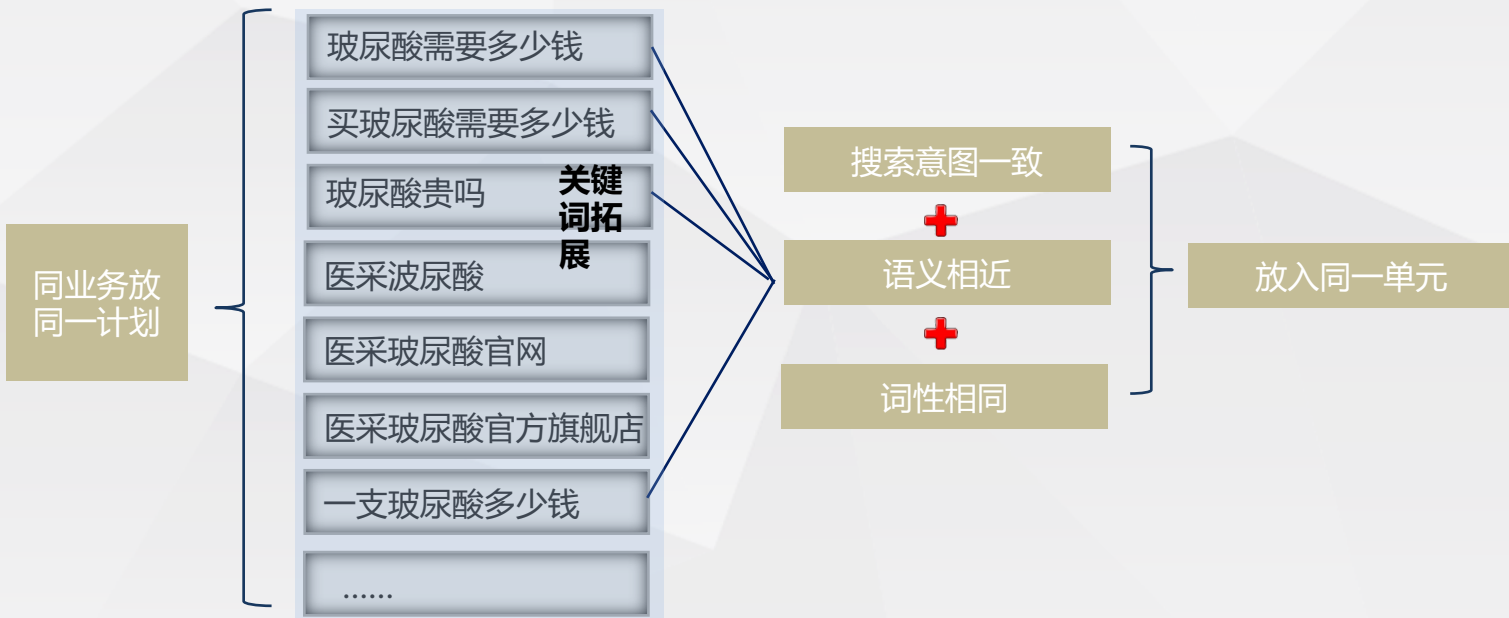 同业务放
同一计划
玻尿酸需要多少钱
买玻尿酸需要多少钱
玻尿酸贵吗
关键
词拓
展
医采波尿酸
医采玻尿酸官网
医采玻尿酸官方旗舰店
一支玻尿酸多少钱
......
搜索意图一致
语义相近
词性相同
放入同一单元